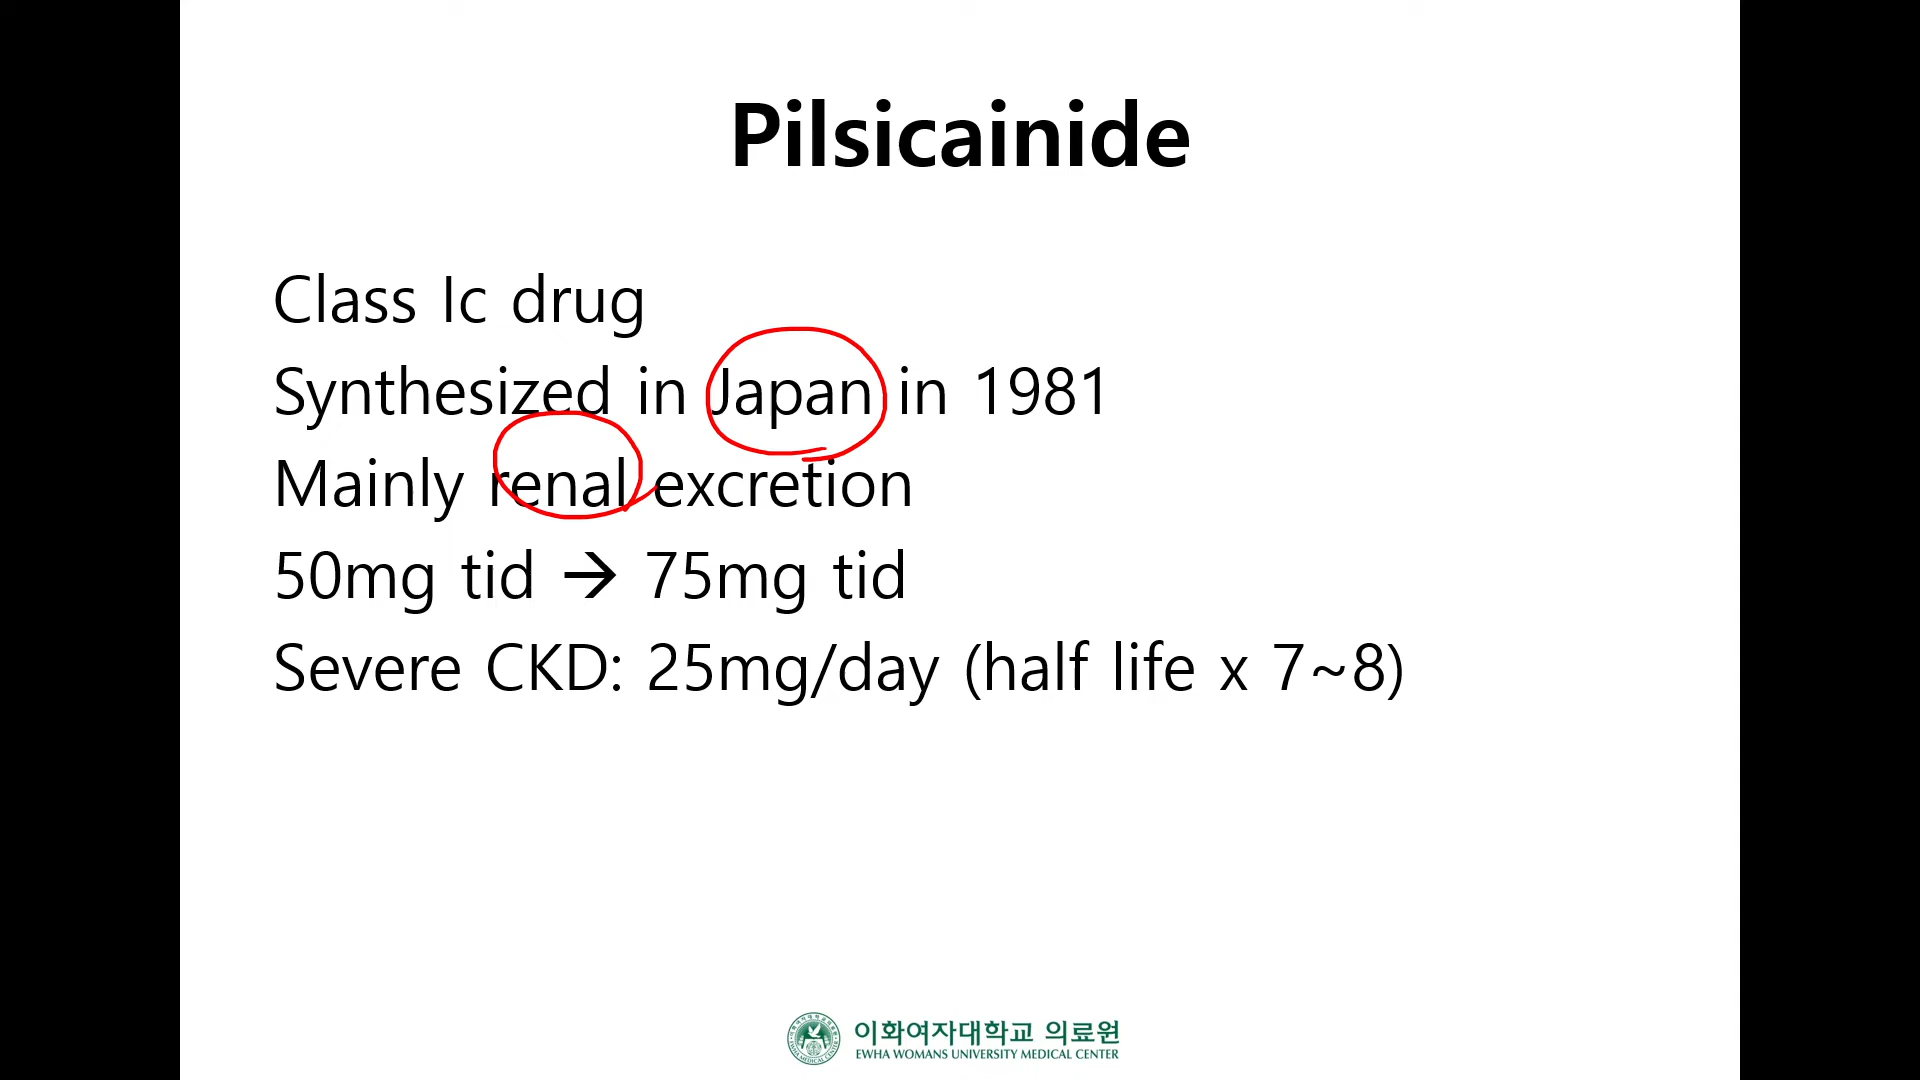 Pilsicainide
Class Ic drug
Synthesized in Japan in 1981
Mainly renal excretion
50mg tid → 75mg tid
Severe CKD: 25mg/day (half life x 7~8)
이화여자대학교 의료원
EWHA WOMANS UNIVERSITY MEDICAL CENTER